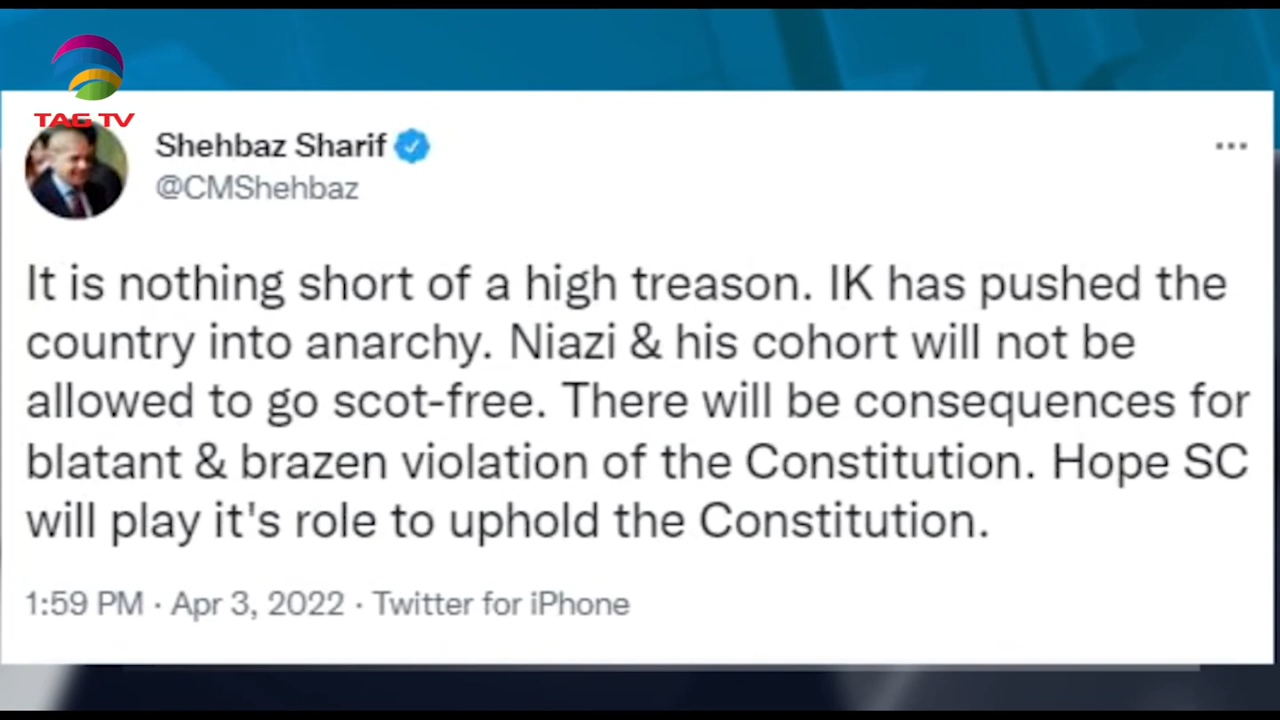 TAG TV
Shehbaz Sharif
@CMShehbaz
It is nothing short of a high treason. IK has pushed the
country into anarchy. Niazi & his cohort will not be
allowed to go scot-free. There will be consequences for
blatant & brazen violation of the Constitution. Hope SC
will play it's role to uphold the Constitution.
1:59 PM · Apr 3, 2022 · Twitter for iPhone